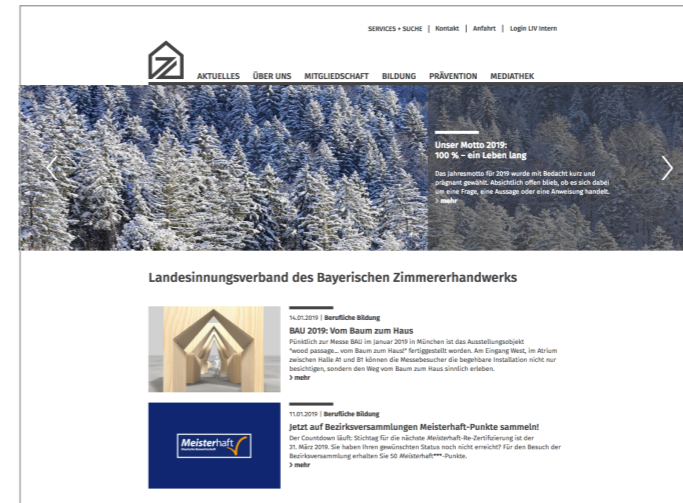 SERVICES + SUCHE | Kontakt | Anfahrt | Login LIV Intern
AKTUELLES ÜBER UNS MITGLIEDSCHAFT BILDUNG PRÄVENTION MEDIATHEK
Unser Motto 2019:
100 % – ein Leben lang
Das Jahresmotto für 2019 wurde mit Bedacht kurz und
prägnant gewählt. Absichtlich offen blieb, ob es sich dabei
um eine Frage, eine Aussage oder eine Anweisung handelt.
> mehr
Landesinnungsverband des Bayerischen Zimmererhandwerks
14.01.2019 | Berufliche Bildung
BAU 2019: Vom Baum zum Haus
Pünktlich zur Messe BAU im Januar 2019 in München ist das Ausstellungsobjekt
"wood passage... vom Baum zum Haus!" fertiggestellt worden. Am Eingang West, im Atrium
zwischen Halle A1 und B1 können die Messebesucher die begehbare Installation nicht nur
besichtigen, sondern den Weg vom Baum zum Haus sinnlich erleben.
> mehr
Meisterhaft
11.01.2019 | Berufliche Bildung
Jetzt auf Bezirksversammlungen Meisterhaft-Punkte sammeln!
Der Countdown läuft: Stichtag für die nächste Meisterhaft-Re-Zertifizierung ist der
31. März 2019. Sie haben Ihren gewünschten Status noch nicht erreicht? Für den Besuch der
Bezirksversammlung erhalten Sie 50 Meisterhaft***-Punkte.
> mehr